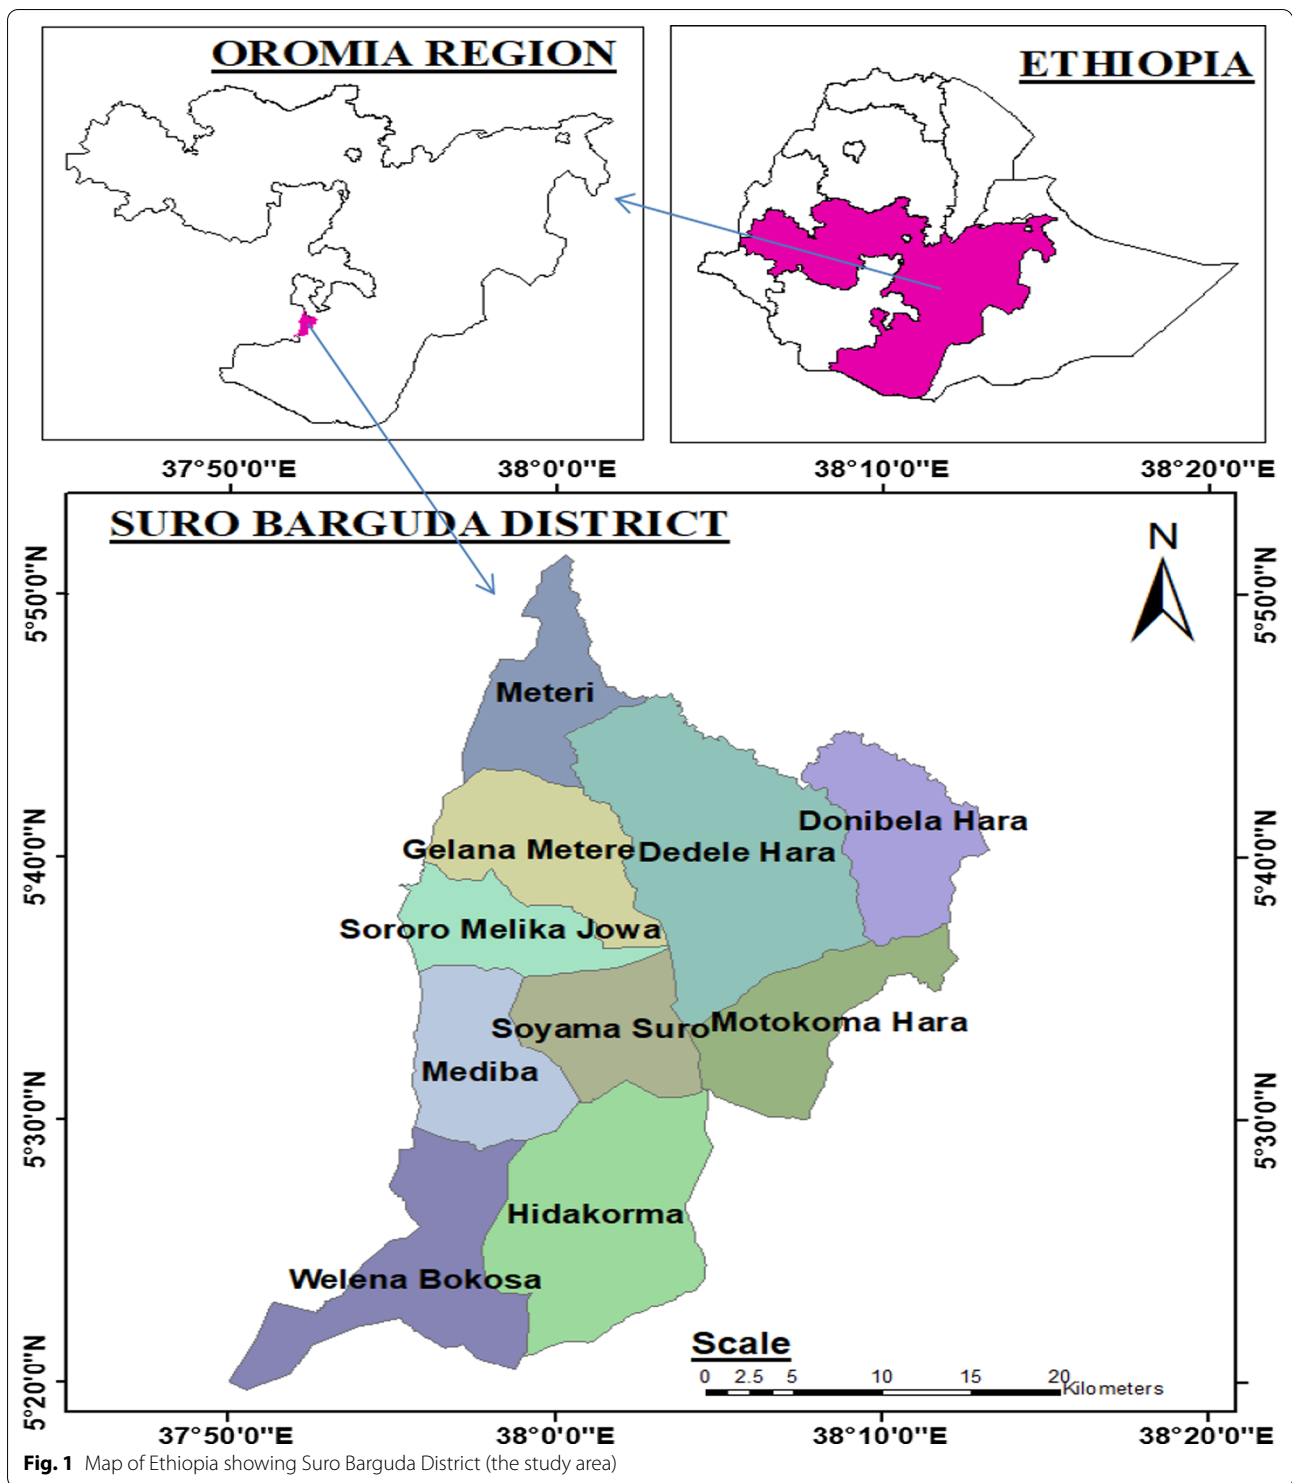 OROMIA REGION
ETHIOPIA
37°50'0"E 38°0'0"E 38°10'0"E 38°20'0"E
SURO BARGUDA DISTRICT
N
5°50'0"N
5°50'0"N
Meteri
Donibela Hara
Gelana Metere
Dedele Hara
5°40'0"N
5°40'0"N
Sororo Melika Jowa
Soyama Suro
Motokoma Hara
Mediba
5°30'0"N
5°30'0"N
Hidakorma
Welena Bokosa
Scale
0 2.5 5 10 15 20
Kilometers
5°20'0"N
37°50'0"E 38°0'0"E 38°10'0"E 38°20'0"E
Fig. 1 Map of Ethiopia showing Suro Barguda District (the study area)